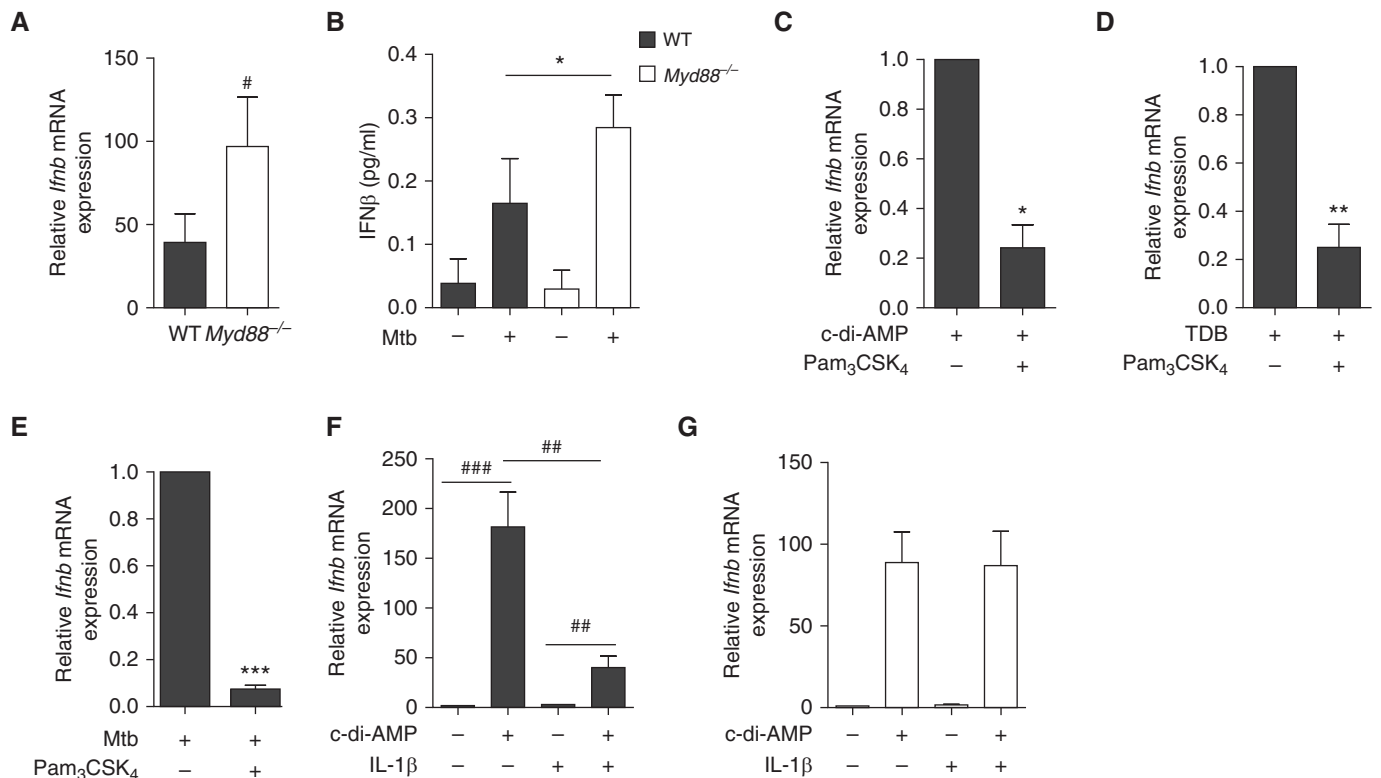 A
Relative Ifnb mRNA
expression
150
100
50
0
#
WT Myd88–/–
B
IFNβ (pg/ml)
0.4
0.3
0.2
0.1
0.0
*
WT
Myd88–/–
Mtb – + – +
C
Relative Ifnb mRNA
expression
1.0
0.8
0.6
0.4
0.2
0.0
*
c-di-AMP + +
Pam3CSK4 – +
D
Relative Ifnb mRNA
expression
1.0
0.8
0.6
0.4
0.2
0.0
**
TDB + +
Pam3CSK4 – +
E
Relative Ifnb mRNA
expression
1.0
0.8
0.6
0.4
0.2
0.0
***
Mtb + +
Pam3CSK4 – +
F
Relative Ifnb mRNA
expression
250
200
150
100
50
0
###
##
##
c-di-AMP – + – +
IL-1β – – + +
G
Relative Ifnb mRNA
expression
150
100
50
0
c-di-AMP – + – +
IL-1β – – + +